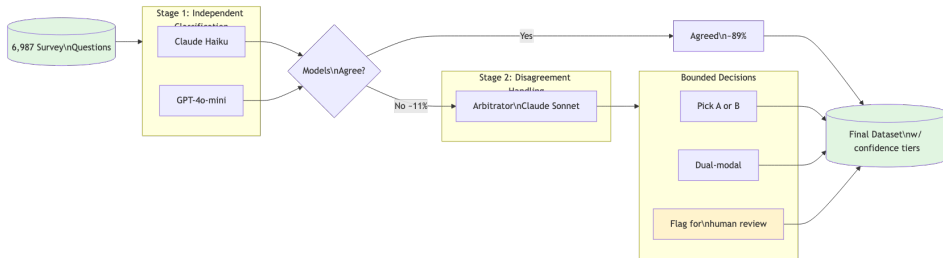 6,987 Survey\nQuestions
Stage 1: Independent
Classification
Claude Haiku
GPT-4o-mini
Models\nAgree?
Yes
No ~11%
Agreed\n~89%
Stage 2: Disagreement
Handling
Arbitrator\nClaude Sonnet
Bounded Decisions
Pick A or B
Dual-modal
Flag for\nhuman review
Final Dataset\nw/
confidence tiers